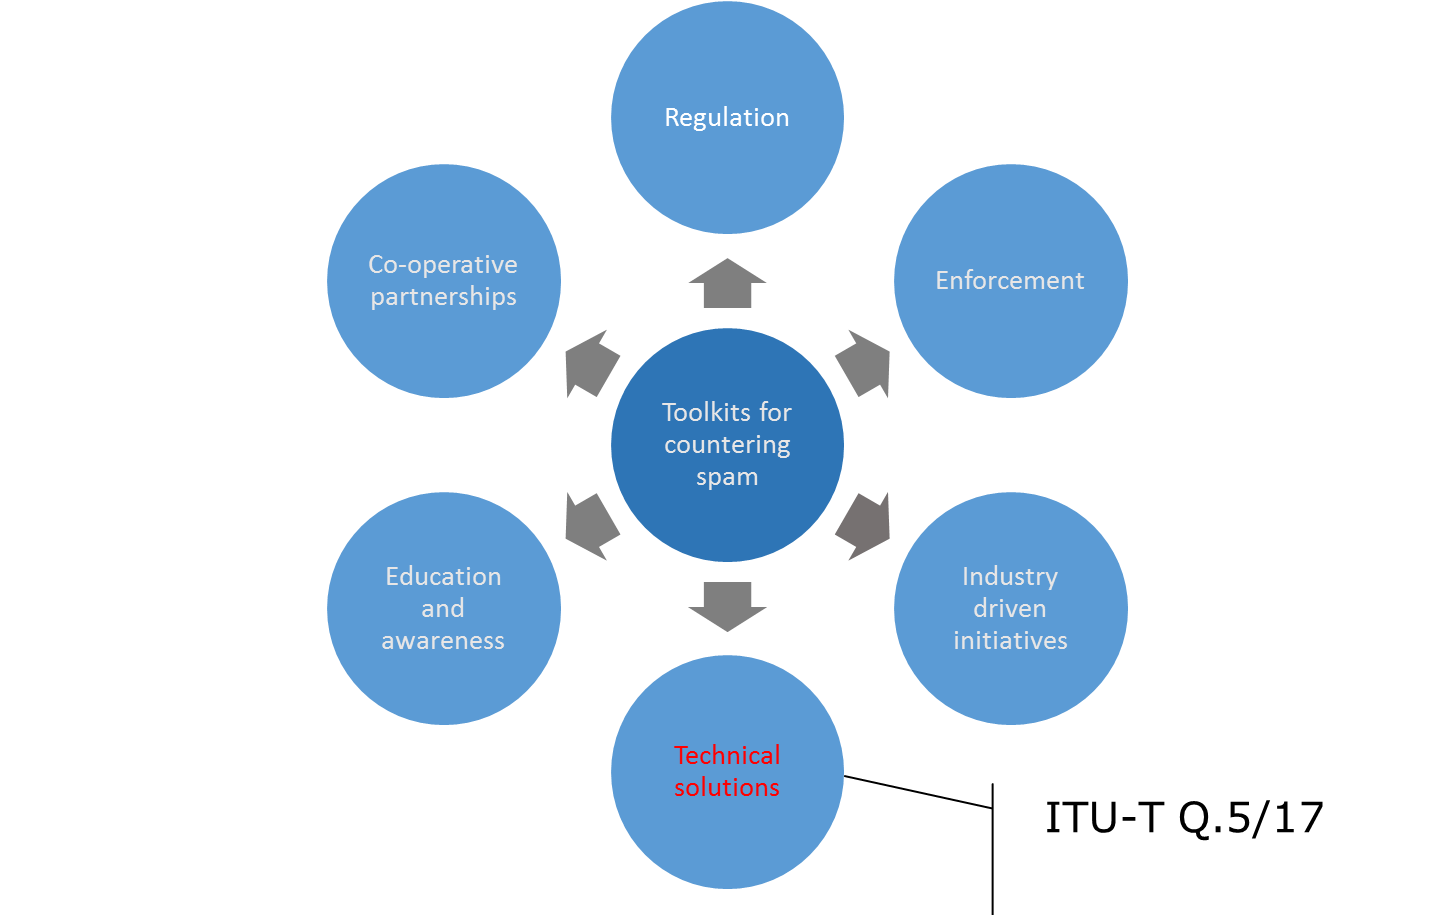 Regulation
Co-operative
partnerships
Enforcement
Toolkits for
countering
spam
Education
and
awareness
Industry
driven
initiatives
Technical
solutions
ITU-T Q.5/17